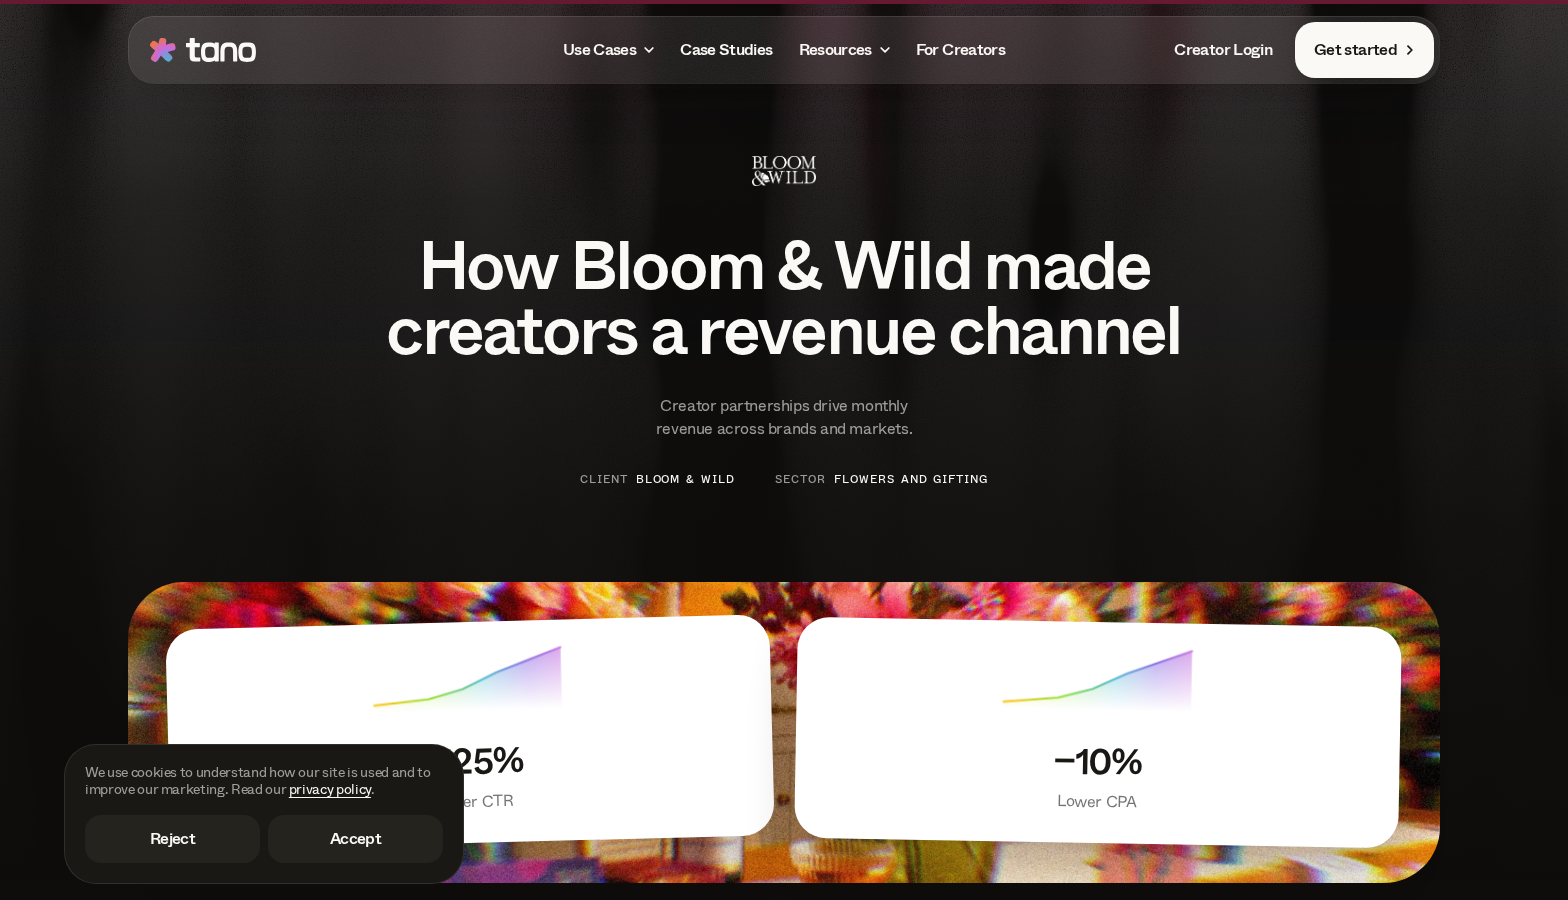 tano
Use Cases
Case Studies
Resources
For Creators
Creator Login
Get started
BLOOM
&WILD
How Bloom & Wild made
creators a revenue channel
Creator partnerships drive monthly
revenue across brands and markets.
CLIENT BLOOM & WILD
SECTOR FLOWERS AND GIFTING
25%
CTR
–10%
Lower CPA
We use cookies to understand how our site is used and to
improve our marketing. Read our privacy policy.
Reject
Accept